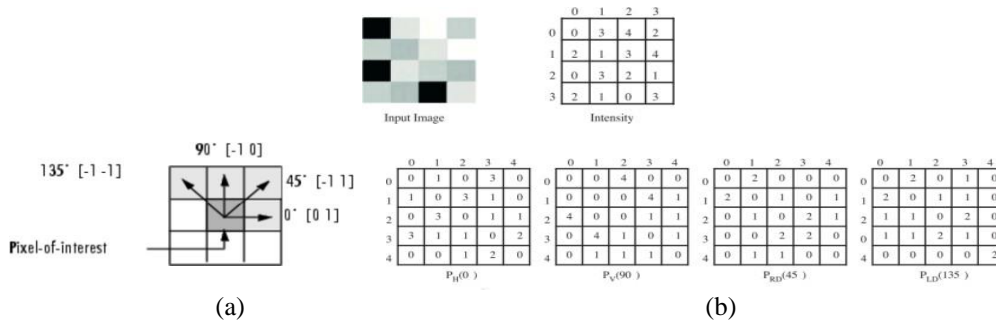 0 1 2 3
0 0 3 4 2
1 2 1 3 4
2 0 3 2 1
3 2 1 0 3
Input Image
Intensity
90° [-1 0]
135° [-1 -1]
45° [-1 1]
0° [0 1]
Pixel-of-interest
0 1 2 3 4
0 0 1 0 3 0
1 1 0 3 1 0
2 0 3 0 1 1
3 3 1 1 0 2
4 0 0 1 2 0
P_H(0 )
0 1 2 3 4
0 0 0 4 0 0
1 0 0 0 4 1
2 4 0 0 1 1
3 0 4 1 0 1
4 0 1 1 1 0
P_V(90 )
0 1 2 3 4
0 0 2 0 0 0
1 2 0 1 0 1
2 0 1 0 2 1
3 0 0 2 2 0
4 0 1 1 0 0
P_RD(45 )
0 1 2 3 4
0 0 2 0 1 0
1 2 0 1 1 0
2 1 1 0 2 0
3 0 1 2 1 0
4 0 0 0 0 2
P_LD(135 )
(a)
(b)